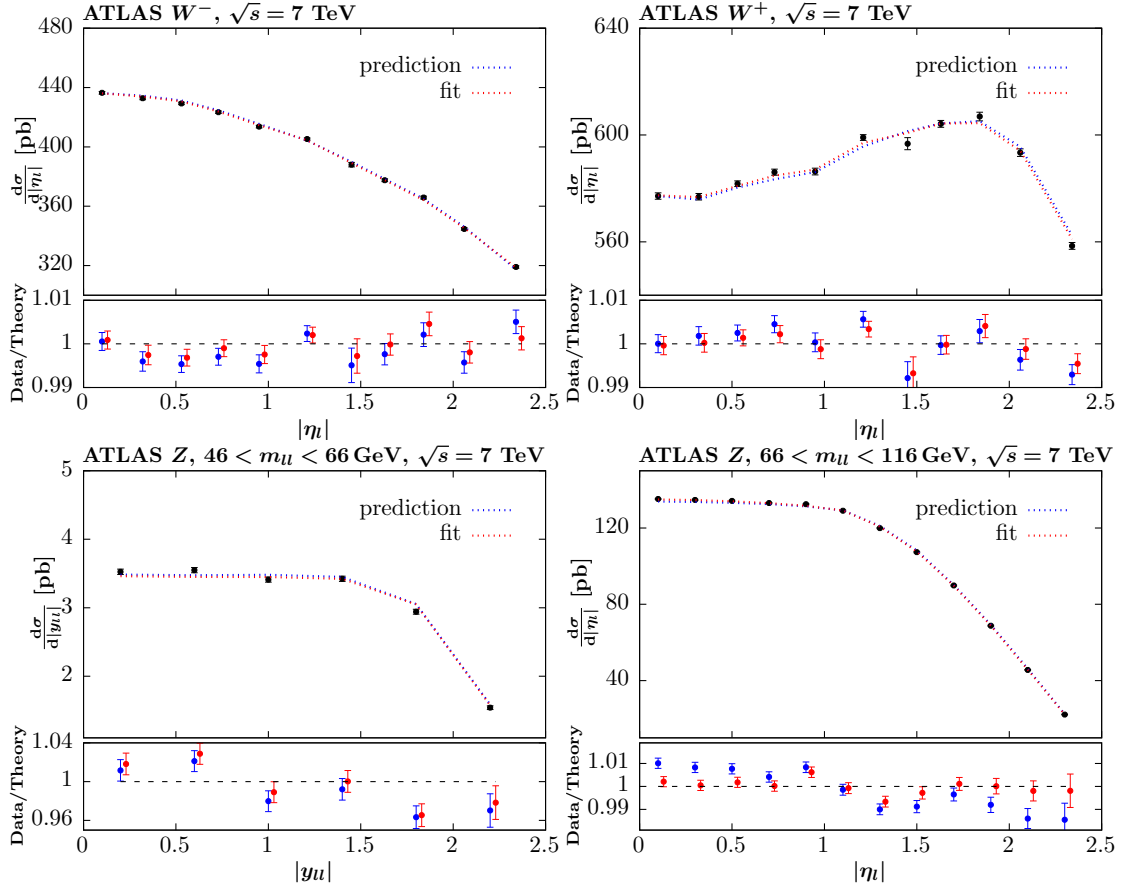 ATLAS W−, √s = 7 TeV
480
440
400
360
320
dσ/d|ηl| [pb]
prediction
fit
1.01
1
0.99
Data/Theory
0 0.5 1 1.5 2 2.5
|ηl|
ATLAS W+, √s = 7 TeV
640
600
560
dσ/d|ηl| [pb]
prediction
fit
1.01
1
0.99
Data/Theory
0 0.5 1 1.5 2 2.5
|ηl|
ATLAS Z, 46 < mll < 66 GeV, √s = 7 TeV
5
4
3
2
dσ/d|yll| [pb]
prediction
fit
1.04
1
0.96
Data/Theory
0 0.5 1 1.5 2 2.5
|yll|
ATLAS Z, 66 < mll < 116 GeV, √s = 7 TeV
120
80
40
dσ/d|ηl| [pb]
prediction
fit
1.01
1
0.99
Data/Theory
0 0.5 1 1.5 2 2.5
|ηl|